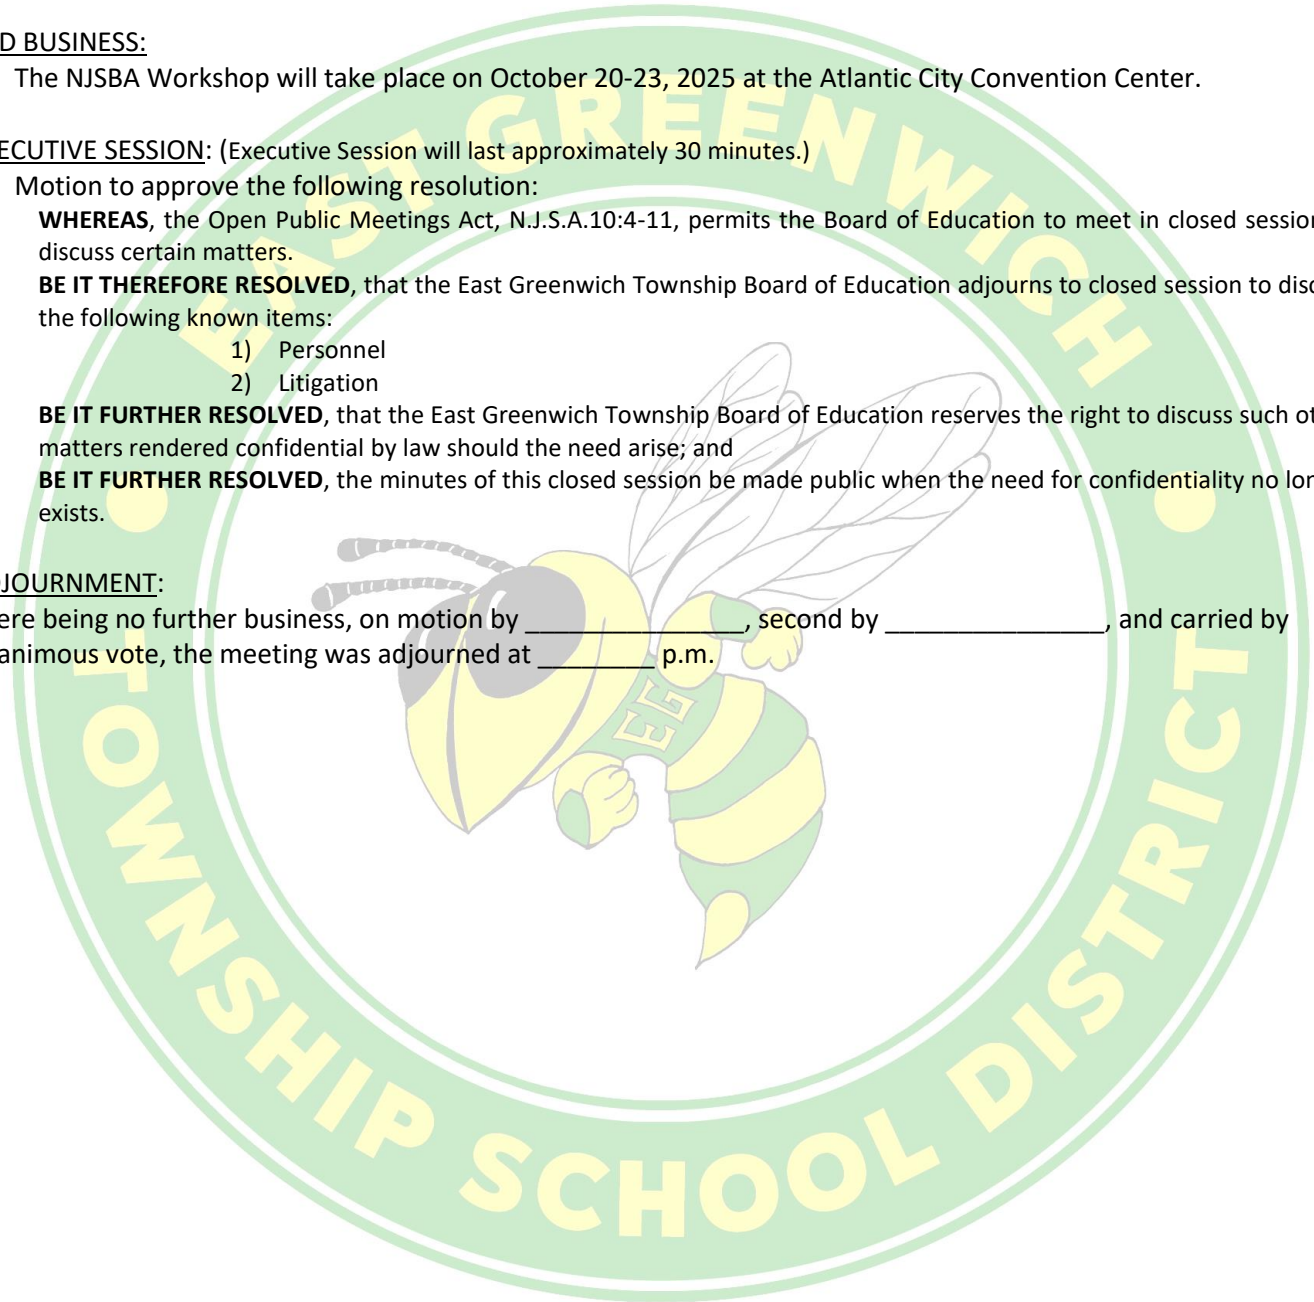 D BUSINESS:
The NJSBA Workshop will take place on October 20-23, 2025 at the Atlantic City Convention Center.
ECUTIVE SESSION: (Executive Session will last approximately 30 minutes.)
Motion to approve the following resolution:
WHEREAS, the Open Public Meetings Act, N.J.S.A.10:4-11, permits the Board of Education to meet in closed session
discuss certain matters.
BE IT THEREFORE RESOLVED, that the East Greenwich Township Board of Education adjourns to closed session to disc
the following known items:
1) Personnel
2) Litigation
BE IT FURTHER RESOLVED, that the East Greenwich Township Board of Education reserves the right to discuss such ot
matters rendered confidential by law should the need arise; and
BE IT FURTHER RESOLVED, the minutes of this closed session be made public when the need for confidentiality no lon
exists.
JOURNMENT:
ere being no further business, on motion by _______________, second by _______________, and carried by
animous vote, the meeting was adjourned at ________ p.m.
EAST GREENWICH
TOWNSHIP SCHOOL DISTRICT
EG